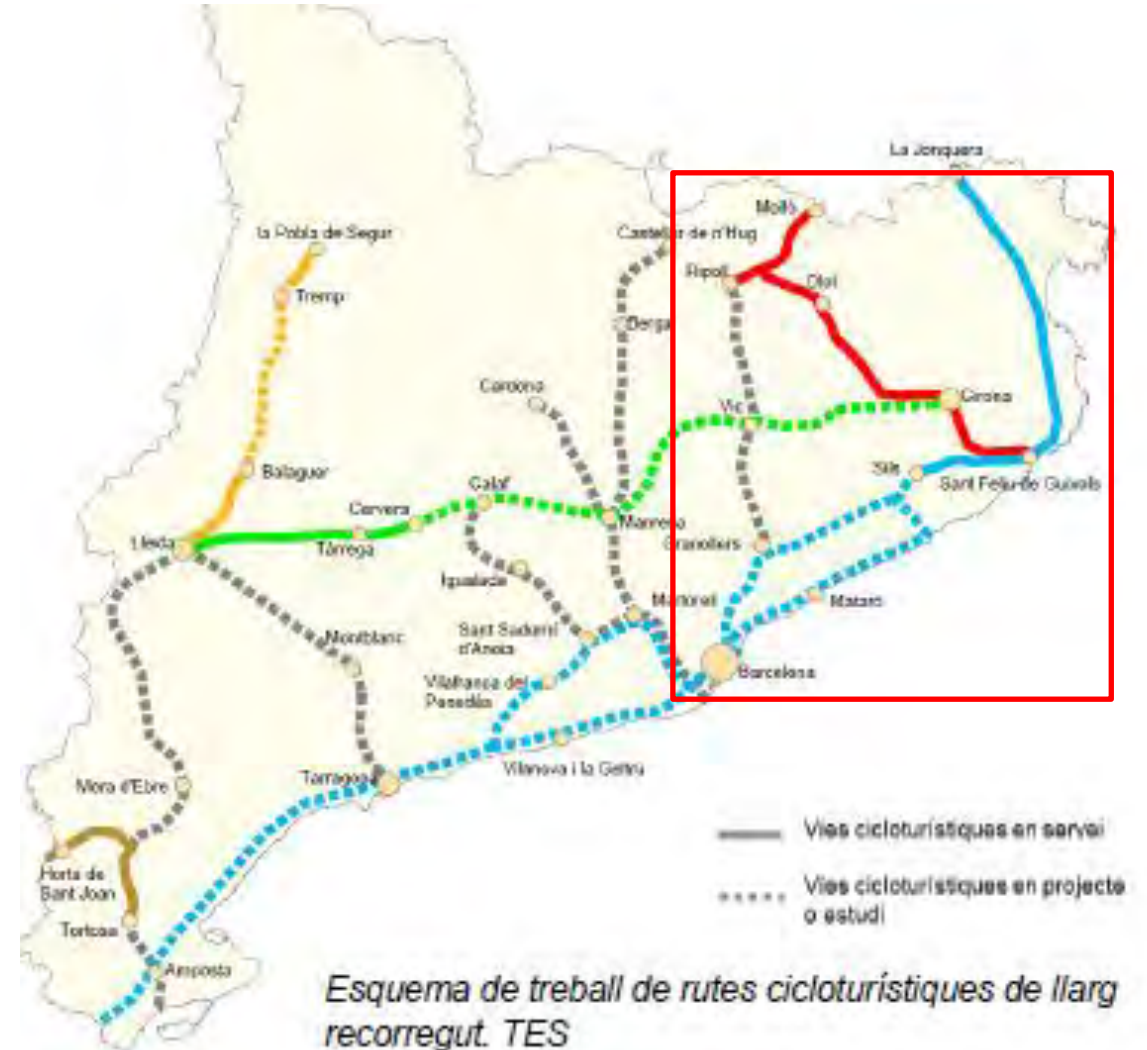 La Jonquera
Molló
la Pobla de Segur
Castellar de n'Hug
Ripoll
Olot
Tremp
Berga
Cardona
Girona
Vic
Balaguer
Sils
Calaf
Sant Feliu de Guíxols
Cervera
Manresa
Lleida
Tàrrega
Granollers
Igualada
Martorell
Mataró
Sant Sadurní
d'Anoia
Montblanc
Barcelona
Vilafranca del
Penedès
Vilanova i la Geltrú
Tarragona
Mora d'Ebre
Vies cicloturístiques en servei
Horta de
Sant Joan
Vies cicloturístiques en projecte
o estudi
Tortosa
Amposta
Esquema de treball de rutes cicloturístiques de llarg
recorregut. TES